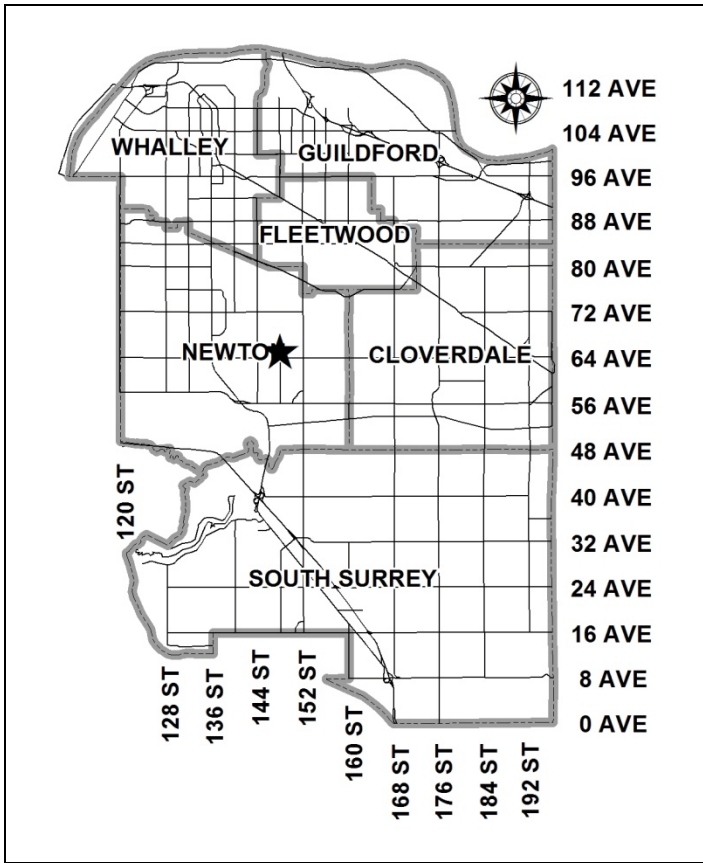 112 AVE
104 AVE
WHALLEY
GUILDFORD
96 AVE
88 AVE
FLEETWOOD
80 AVE
72 AVE
NEWTON
CLOVERDALE
64 AVE
56 AVE
48 AVE
120 ST
40 AVE
32 AVE
SOUTH SURREY
24 AVE
16 AVE
8 AVE
0 AVE
128 ST
136 ST
144 ST
152 ST
160 ST
168 ST
176 ST
184 ST
192 ST